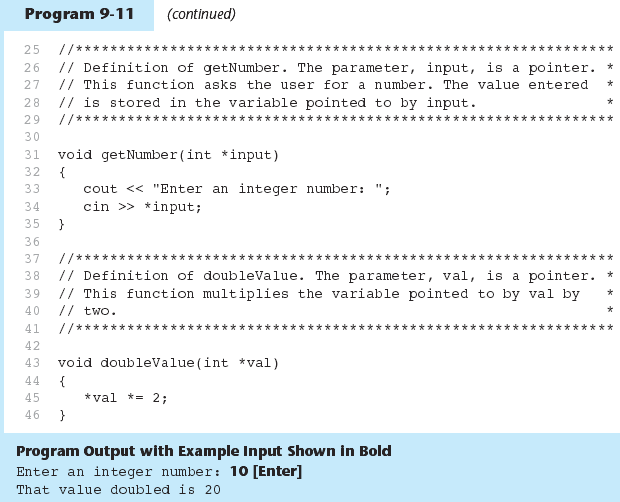 Program 9-11 (continued)
25 //***************************************************************
26 // Definition of getNumber. The parameter, input, is a pointer. *
27 // This function asks the user for a number. The value entered *
28 // is stored in the variable pointed to by input. *
29 //***************************************************************
30
31 void getNumber(int *input)
32 {
33 cout << "Enter an integer number: ";
34 cin >> *input;
35 }
36
37 //***************************************************************
38 // Definition of doubleValue. The parameter, val, is a pointer. *
39 // This function multiplies the variable pointed to by val by *
40 // two. *
41 //***************************************************************
42
43 void doubleValue(int *val)
44 {
45 *val *= 2;
46 }
Program Output with Example Input Shown in Bold
Enter an integer number: 10 [Enter]
That value doubled is 20